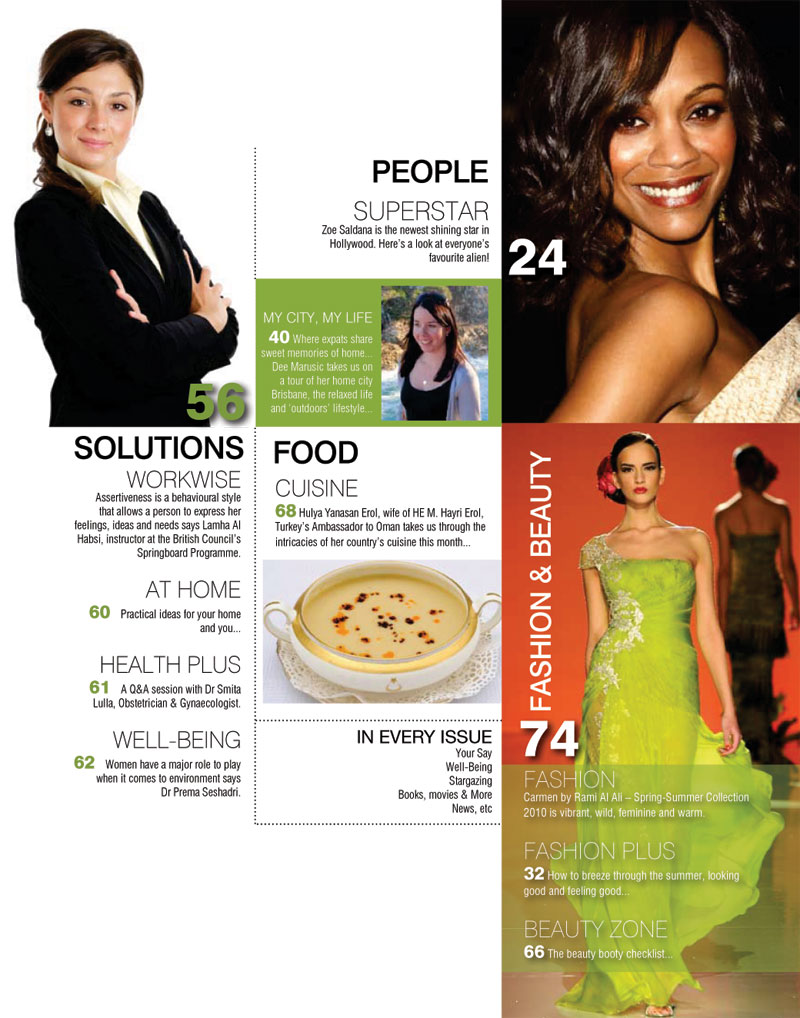 PEOPLE
SUPERSTAR
Zoe Saldana is the newest shining star in
Hollywood. Here's a look at everyone's
favourite alien!
24
MY CITY, MY LIFE
40 Where expats share
sweet memories of home...
Dee Marusic takes us on
a tour of her home city
Brisbane, the relaxed life
and 'outdoors' lifestyle...
56
SOLUTIONS
WORKWISE
Assertiveness is a behavioural style
that allows a person to express her
feelings, ideas and needs says Lamha Al
Habsi, instructor at the British Council's
Springboard Programme.
AT HOME
60 Practical ideas for your home
and you...
HEALTH PLUS
61 A Q&A session with Dr Smita
Lulla, Obstetrician & Gynaecologist.
WELL-BEING
62 Women have a major role to play
when it comes to environment says
Dr Prema Seshadri.
FOOD
CUISINE
68 Hulya Yanasan Erol, wife of HE M. Hayri Erol,
Turkey's Ambassador to Oman takes us through the
intricacies of her country's cuisine this month...
IN EVERY ISSUE
Your Say
Well-Being
Stargazing
Books, movies & More
News, etc
FASHION & BEAUTY
74
FASHION
Carmen by Rami Al Ali – Spring-Summer Collection
2010 is vibrant, wild, feminine and warm.
FASHION PLUS
32 How to breeze through the summer, looking
good and feeling good...
BEAUTY ZONE
66 The beauty booty checklist...